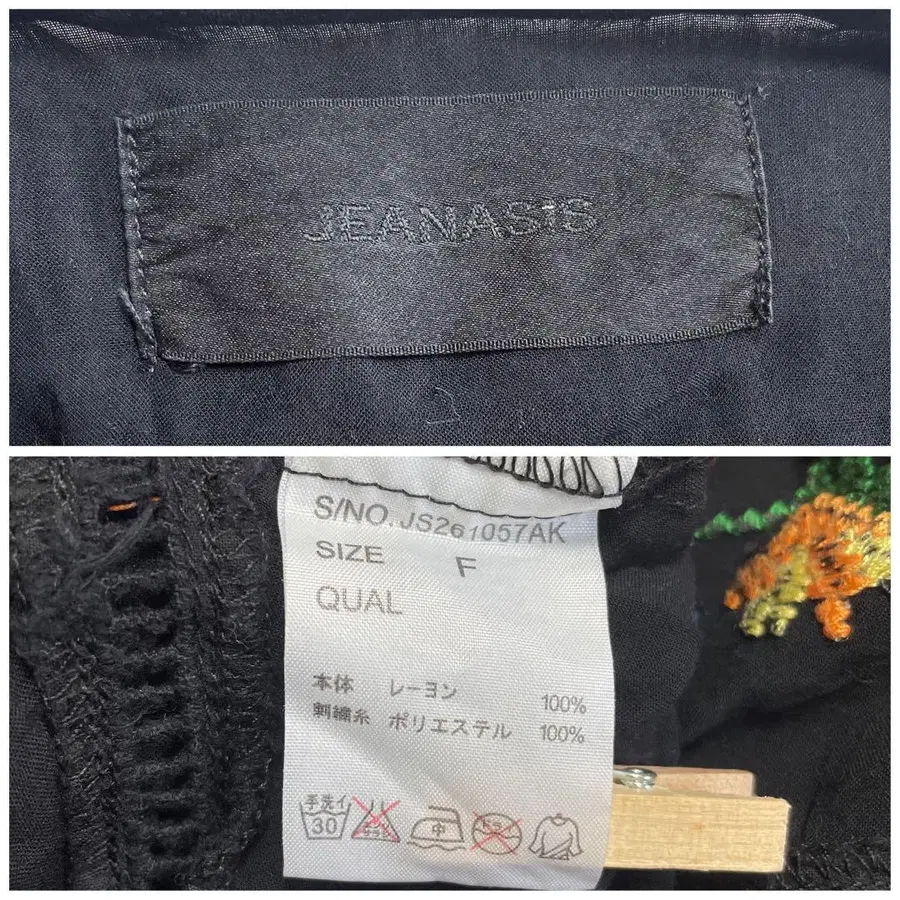 JEANASIS
S/NO. JS261057AK
SIZE F
QUAL
本体 レーヨン 100%
刺繍糸 ポリエステル 100%
手洗イ
30
中